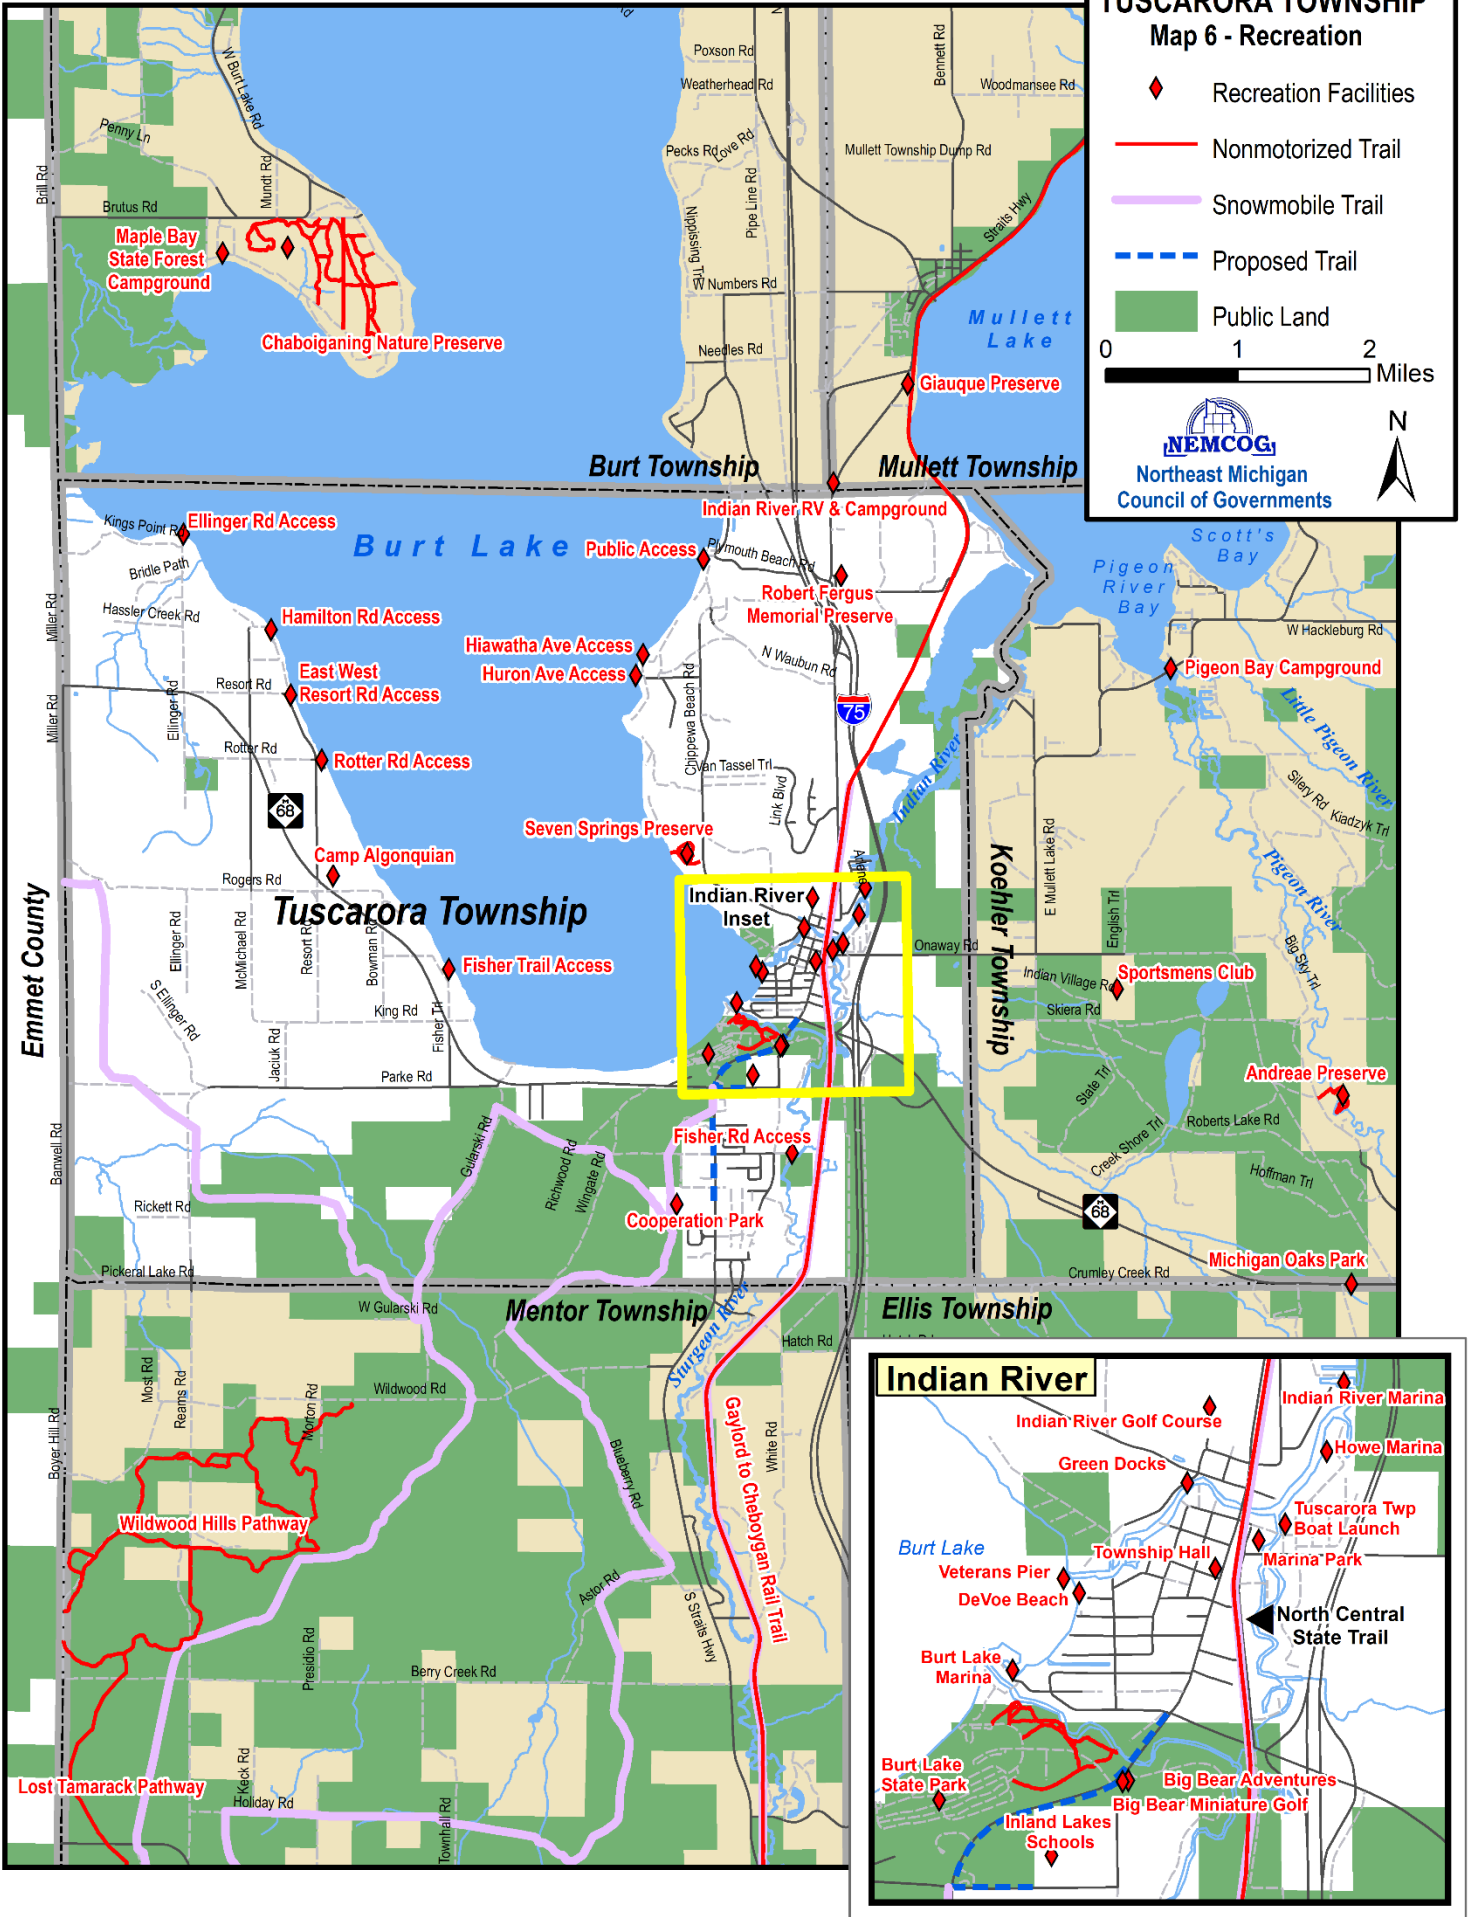 TUSCARORA TOWNSHIP
Map 6 - Recreation
Recreation Facilities
Nonmotorized Trail
Snowmobile Trail
Proposed Trail
Public Land
0 1 2
Miles
NEMCOG
Northeast Michigan
Council of Governments
N
W Burt Lake Rd
Poxson Rd
Weatherhead Rd
Bennett Rd
Woodmansee Rd
Penny Ln
Pecks Rd
Love Rd
Mullett Township Dump Rd
Brill Rd
Mundt Rd
Pipe Line Rd
Brutus Rd
Nippissing Trl
Straits Hwy
Maple Bay
State Forest
Campground
W Numbers Rd
Mullett
Lake
Chaboiganing Nature Preserve
Needles Rd
Giauque Preserve
Burt Township
Mullett Township
Indian River RV & Campground
Kings Point Rd
Ellinger Rd Access
Burt Lake
Public Access
Plymouth Beach Rd
Scott's
Bay
Pigeon
River
Bay
Bridle Path
Robert Fergus
Memorial Preserve
Hassler Creek Rd
Miller Rd
Hamilton Rd Access
W Hackleburg Rd
Hiawatha Ave Access
Huron Ave Access
N Waubun Rd
Pigeon Bay Campground
East West
Resort Rd Access
Resort Rd
Miller Rd
Ellinger Rd
Chippewa Beach Rd
75
Little Pigeon River
Rotter Rd
Rotter Rd Access
Van Tassel Trl
Link Blvd
Indian River
Silery Rd
Kiadzyk Trl
M
68
Seven Springs Preserve
E Mullett Lake Rd
Camp Algonquian
Rogers Rd
Pigeon River
Indian River
Inset
Tuscarora Township
Koehler Township
English Trl
Emmet County
Ellinger Rd
McMichael Rd
Resort Rd
Bowman Rd
Onaway Rd
Big Sky Trl
Fisher Trail Access
Indian Village Rd
Sportsmens Club
S Ellinger Rd
King Rd
Fisher Trl
Skiera Rd
Jaciuk Rd
Parke Rd
State Trl
Andreae Preserve
Banwell Rd
Gularski Rd
Richwood Rd
Wingate Rd
Fisher Rd Access
Creek Shore Trl
Roberts Lake Rd
Hoffman Trl
Rickett Rd
Cooperation Park
M
68
Pickeral Lake Rd
Crumley Creek Rd
Michigan Oaks Park
W Gularski Rd
Mentor Township
Ellis Township
Sturgeon River
Hatch Rd
Most Rd
Reams Rd
Morton Rd
Wildwood Rd
Boyer Hill Rd
Blueberry Rd
Gaylord to Cheboygan Rail Trail
White Rd
Wildwood Hills Pathway
Astor Rd
S Straits Hwy
Presidio Rd
Berry Creek Rd
Lost Tamarack Pathway
Keck Rd
Holiday Rd
Townhall Rd
Indian River
Indian River Marina
Indian River Golf Course
Howe Marina
Green Docks
Tuscarora Twp
Boat Launch
Burt Lake
Township Hall
Marina Park
Veterans Pier
DeVoe Beach
North Central
State Trail
Burt Lake
Marina
Burt Lake
State Park
Big Bear Adventures
Big Bear Miniature Golf
Inland Lakes
Schools